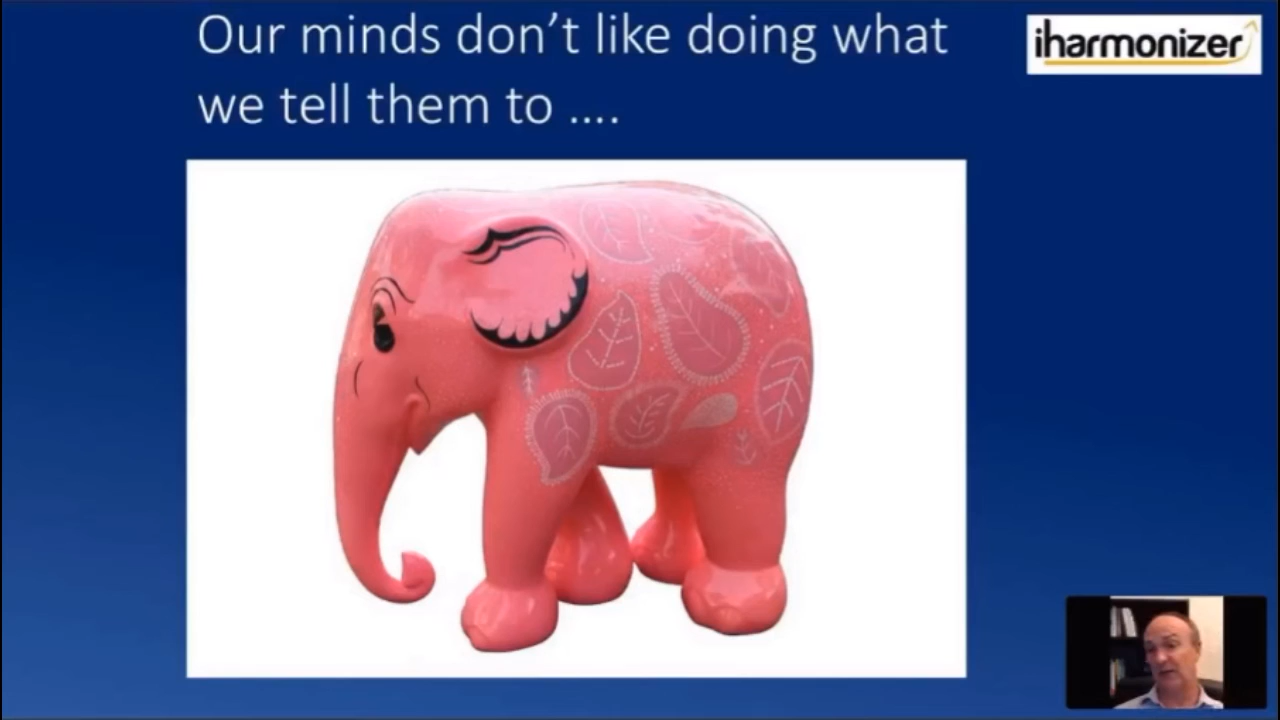 Our minds don’t like doing what
we tell them to ....
iharmonizer